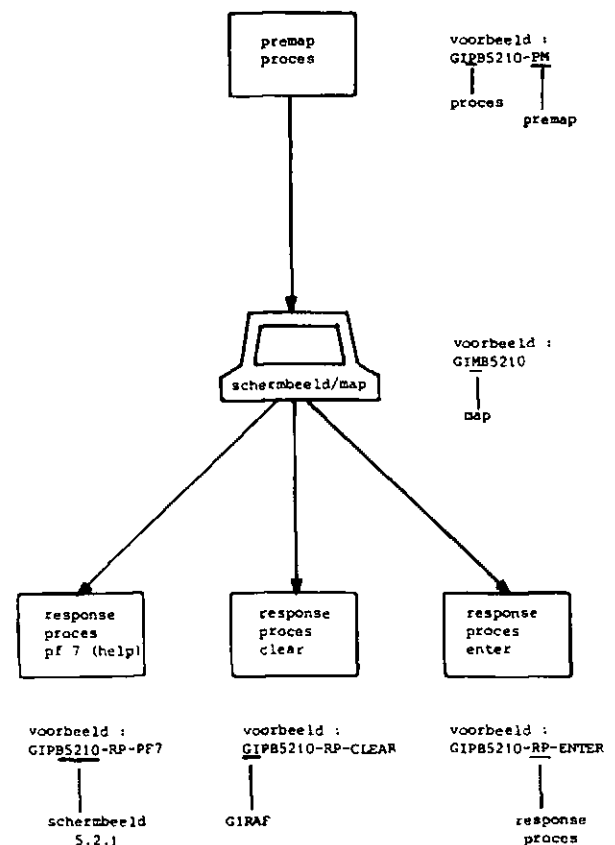 premap
proces
voorbeeld :
GIPB5210-PM
proces
premap
schermbeeld/map
voorbeeld :
GIMB5210
map
response
proces
pf 7 (help)
response
proces
clear
response
proces
enter
voorbeeld :
GIPB5210-RP-PF7
schermbeeld
5.2.1
voorbeeld :
GIPB5210-RP-CLEAR
GIRAF
voorbeeld :
GIPB5210-RP-ENTER
response
proces